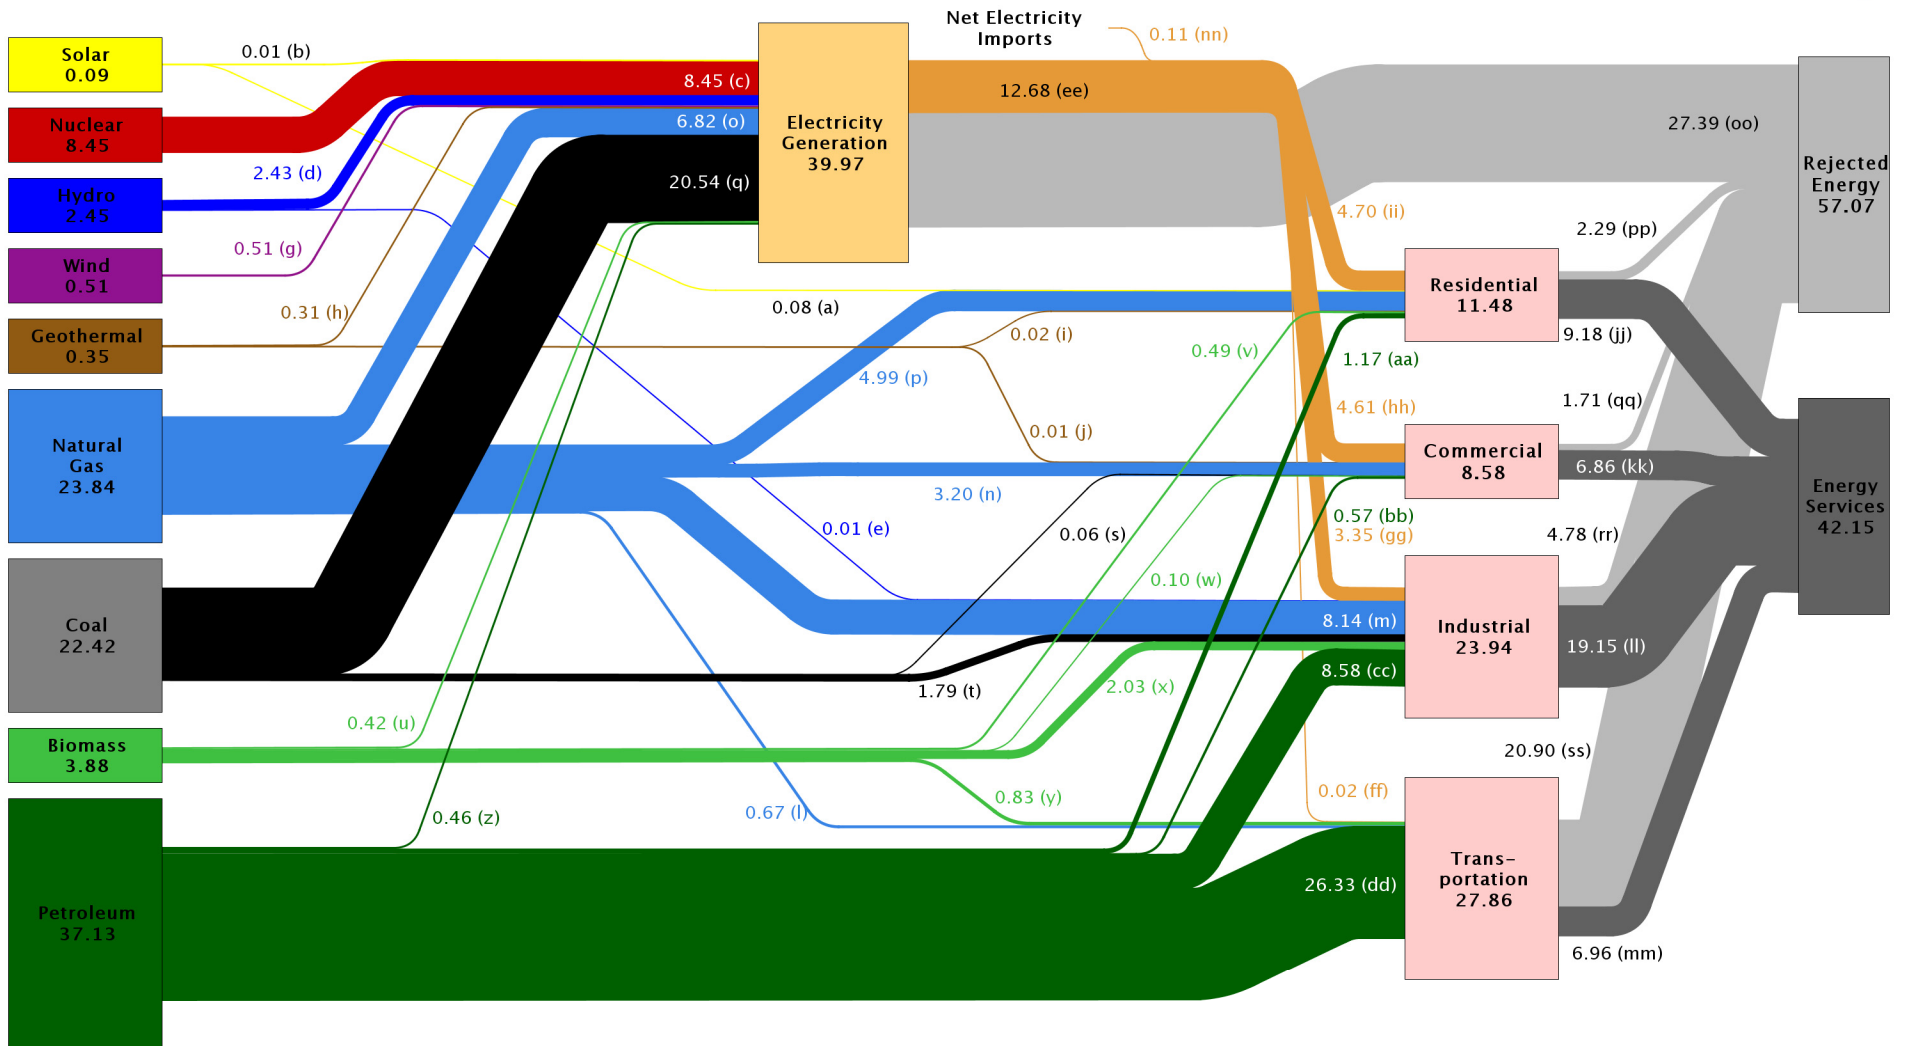 Net Electricity
Imports
0.11 (nn)
Solar
0.09
0.01 (b)
8.45 (c)
12.68 (ee)
Nuclear
8.45
6.82 (o)
Electricity
Generation
39.97
27.39 (oo)
Rejected
Energy
57.07
2.43 (d)
20.54 (q)
Hydro
2.45
4.70 (ii)
2.29 (pp)
0.51 (g)
Wind
0.51
Residential
11.48
0.31 (h)
0.08 (a)
Geothermal
0.35
0.02 (i)
9.18 (jj)
0.49 (v)
1.17 (aa)
4.99 (p)
4.61 (hh)
1.71 (qq)
0.01 (j)
Natural
Gas
23.84
Commercial
8.58
6.86 (kk)
3.20 (n)
Energy
Services
42.15
0.01 (e)
0.06 (s)
0.57 (bb)
3.35 (gg)
4.78 (rr)
0.10 (w)
Coal
22.42
8.14 (m)
Industrial
23.94
19.15 (ll)
8.58 (cc)
1.79 (t)
2.03 (x)
0.42 (u)
Biomass
3.88
20.90 (ss)
0.46 (z)
0.67 (l)
0.83 (y)
0.02 (ff)
Trans-
portation
27.86
26.33 (dd)
Petroleum
37.13
6.96 (mm)